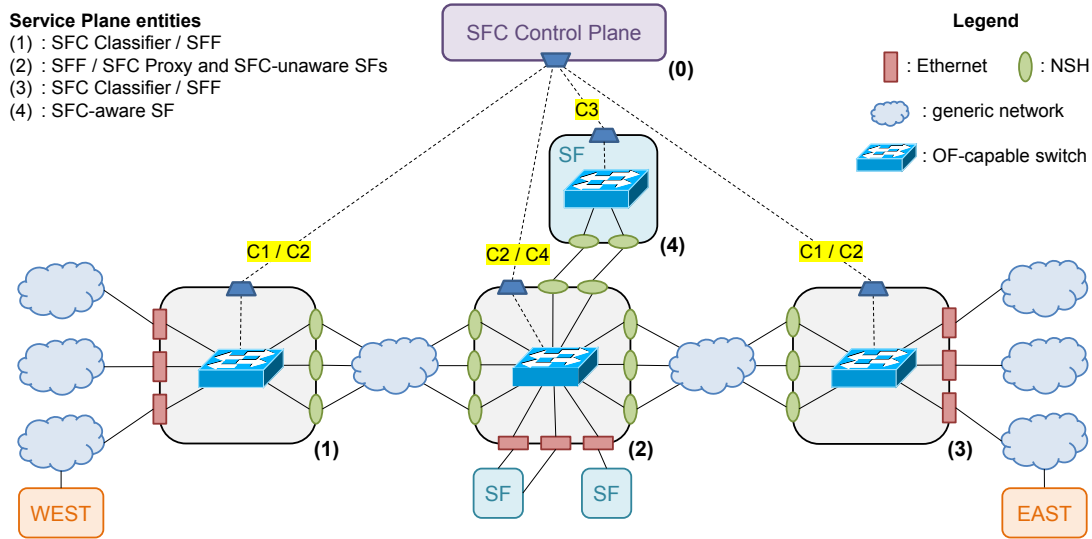 Service Plane entities
(1) : SFC Classifier / SFF
(2) : SFF / SFC Proxy and SFC-unaware SFs
(3) : SFC Classifier / SFF
(4) : SFC-aware SF
SFC Control Plane
(0)
Legend
: Ethernet
: NSH
: generic network
: OF-capable switch
C3
SF
(4)
C1 / C2
C2 / C4
C1 / C2
(1)
(2)
(3)
SF
SF
WEST
EAST